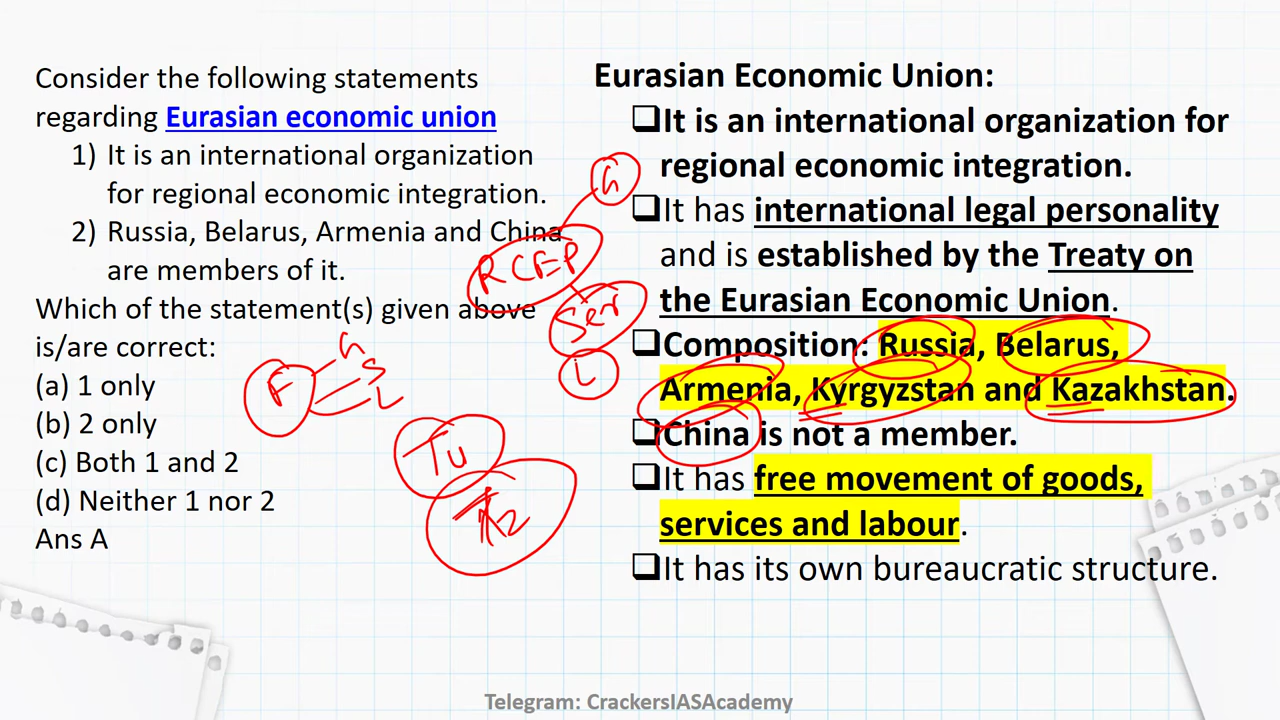 Consider the following statements
regarding Eurasian economic union
1) It is an international organization
for regional economic integration.
2) Russia, Belarus, Armenia and China
are members of it.
Which of the statement(s) given above
is/are correct:
(a) 1 only
(b) 2 only
(c) Both 1 and 2
(d) Neither 1 nor 2
Ans A
Eurasian Economic Union:
❑It is an international organization for
regional economic integration.
❑It has international legal personality
and is established by the Treaty on
the Eurasian Economic Union.
❑Composition: Russia, Belarus,
Armenia, Kyrgyzstan and Kazakhstan.
❑China is not a member.
❑It has free movement of goods,
services and labour.
❑It has its own bureaucratic structure.
RCEP
Ser
L
F
S
L
Tu
Telegram: CrackersIASAcademy